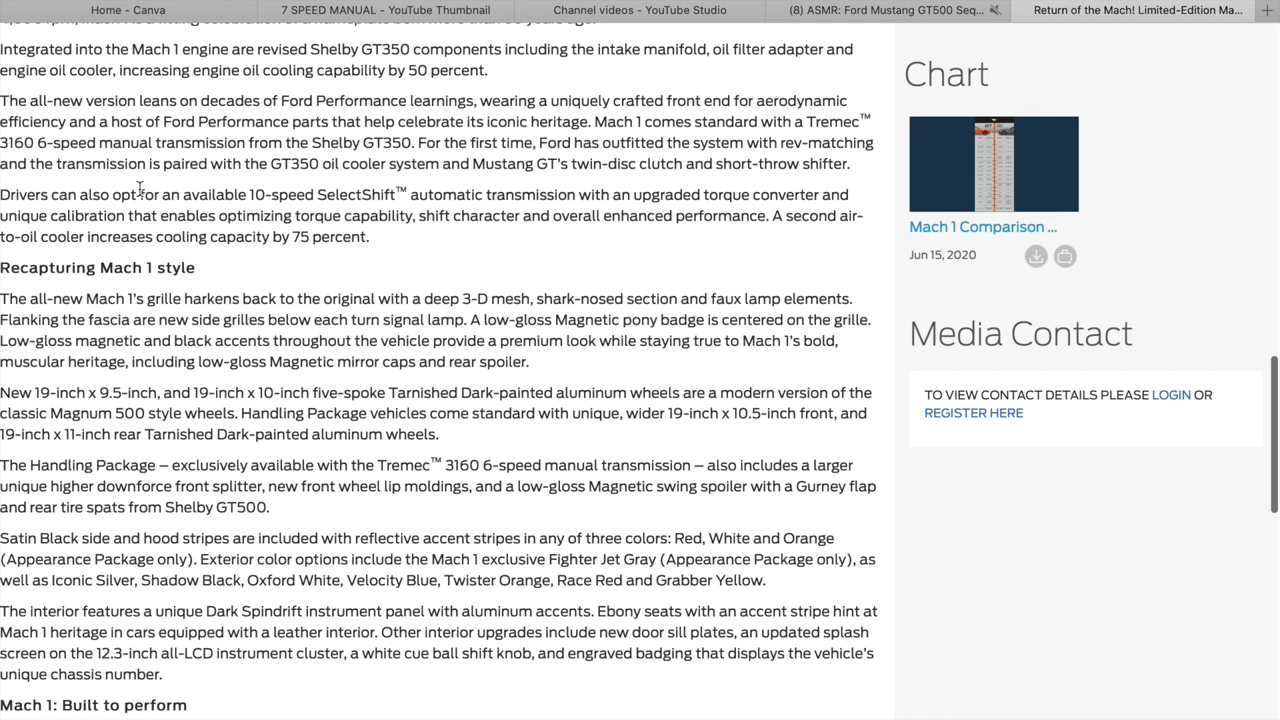 Home - Canva
7 SPEED MANUAL - YouTube Thumbnail
Channel videos - YouTube Studio
(8) ASMR: Ford Mustang GT500 Seq...
Return of the Mach! Limited-Edition Ma...
Integrated into the Mach 1 engine are revised Shelby GT350 components including the intake manifold, oil filter adapter and
engine oil cooler, increasing engine oil cooling capability by 50 percent.
The all-new version leans on decades of Ford Performance learnings, wearing a uniquely crafted front end for aerodynamic
efficiency and a host of Ford Performance parts that help celebrate its iconic heritage. Mach 1 comes standard with a Tremec™
3160 6-speed manual transmission from the Shelby GT350. For the first time, Ford has outfitted the system with rev-matching
and the transmission is paired with the GT350 oil cooler system and Mustang GT's twin-disc clutch and short-throw shifter.
Drivers can also opt for an available 10-speed SelectShift™ automatic transmission with an upgraded torque converter and
unique calibration that enables optimizing torque capability, shift character and overall enhanced performance. A second air-
to-oil cooler increases cooling capacity by 75 percent.
Recapturing Mach 1 style
The all-new Mach 1's grille harkens back to the original with a deep 3-D mesh, shark-nosed section and faux lamp elements.
Flanking the fascia are new side grilles below each turn signal lamp. A low-gloss Magnetic pony badge is centered on the grille.
Low-gloss magnetic and black accents throughout the vehicle provide a premium look while staying true to Mach 1's bold,
muscular heritage, including low-gloss Magnetic mirror caps and rear spoiler.
New 19-inch x 9.5-inch, and 19-inch x 10-inch five-spoke Tarnished Dark-painted aluminum wheels are a modern version of the
classic Magnum 500 style wheels. Handling Package vehicles come standard with unique, wider 19-inch x 10.5-inch front, and
19-inch x 11-inch rear Tarnished Dark-painted aluminum wheels.
The Handling Package – exclusively available with the Tremec™ 3160 6-speed manual transmission – also includes a larger
unique higher downforce front splitter, new front wheel lip moldings, and a low-gloss Magnetic swing spoiler with a Gurney flap
and rear tire spats from Shelby GT500.
Satin Black side and hood stripes are included with reflective accent stripes in any of three colors: Red, White and Orange
(Appearance Package only). Exterior color options include the Mach 1 exclusive Fighter Jet Gray (Appearance Package only), as
well as Iconic Silver, Shadow Black, Oxford White, Velocity Blue, Twister Orange, Race Red and Grabber Yellow.
The interior features a unique Dark Spindrift instrument panel with aluminum accents. Ebony seats with an accent stripe hint at
Mach 1 heritage in cars equipped with a leather interior. Other interior upgrades include new door sill plates, an updated splash
screen on the 12.3-inch all-LCD instrument cluster, a white cue ball shift knob, and engraved badging that displays the vehicle's
unique chassis number.
Mach 1: Built to perform
Chart
Mach 1 Comparison ...
Jun 15, 2020
Media Contact
TO VIEW CONTACT DETAILS PLEASE LOGIN OR
REGISTER HERE